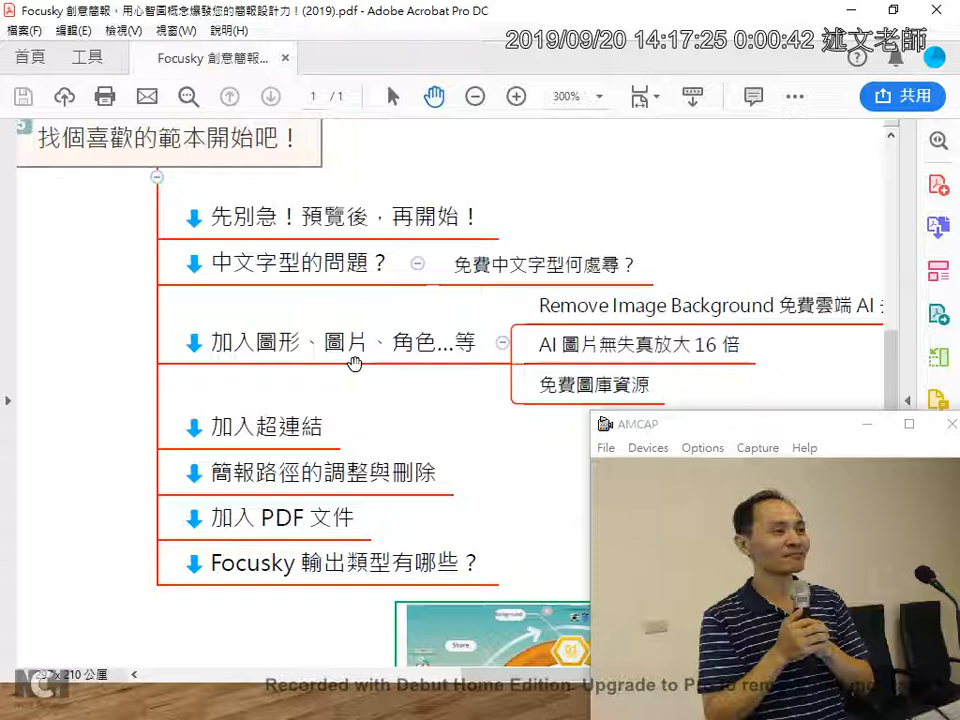 Focusky 創意簡報，用心智圖概念爆發您的簡報設計力！(2019).pdf - Adobe Acrobat Pro DC
檔案(F) 編輯(E) 檢視(V) 視窗(W) 說明(H)
2019/09/20 14:17:25 0:00:42 述文老師
首頁 工具 Focusky 創意簡報... ×
1 / 1 300% 共用
找個喜歡的範本開始吧！
先別急！預覽後，再開始！
中文字型的問題？ 免費中文字型何處尋？
Remove Image Background 免費雲端 AI
加入圖形、圖片、角色...等
AI 圖片無失真放大 16 倍
免費圖庫資源
加入超連結
簡報路徑的調整與刪除
加入 PDF 文件
Focusky 輸出類型有哪些？
AMCAP
File Devices Options Capture Help
Share
01
297 x 210 公厘
Recorded with Debut Home Edition. Upgrade to